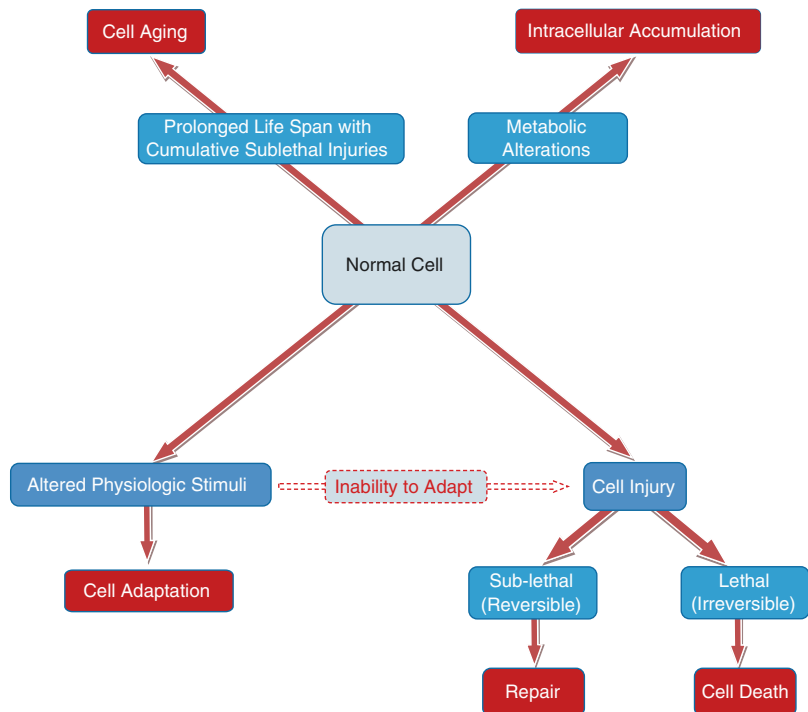 Cell Aging
Intracellular Accumulation
Prolonged Life Span with
Cumulative Sublethal Injuries
Metabolic
Alterations
Normal Cell
Altered Physiologic Stimuli
Inability to Adapt
Cell Injury
Cell Adaptation
Sub-lethal
(Reversible)
Lethal
(Irreversible)
Repair
Cell Death